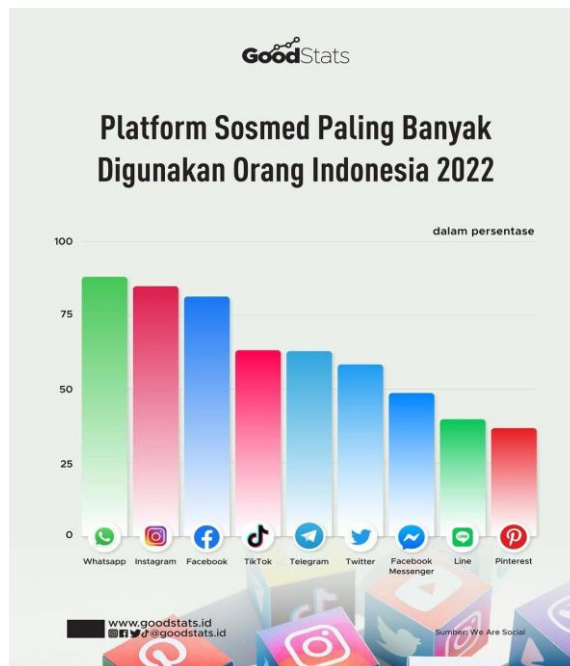 GoodStats
Platform Sosmed Paling Banyak
Digunakan Orang Indonesia 2022
dalam persentase
100
75
50
25
0
Whatsapp
Instagram
Facebook
TikTok
Telegram
Twitter
Facebook
Messenger
Line
Pinterest
www.goodstats.id
@goodstats.id
Sumber: We Are Social